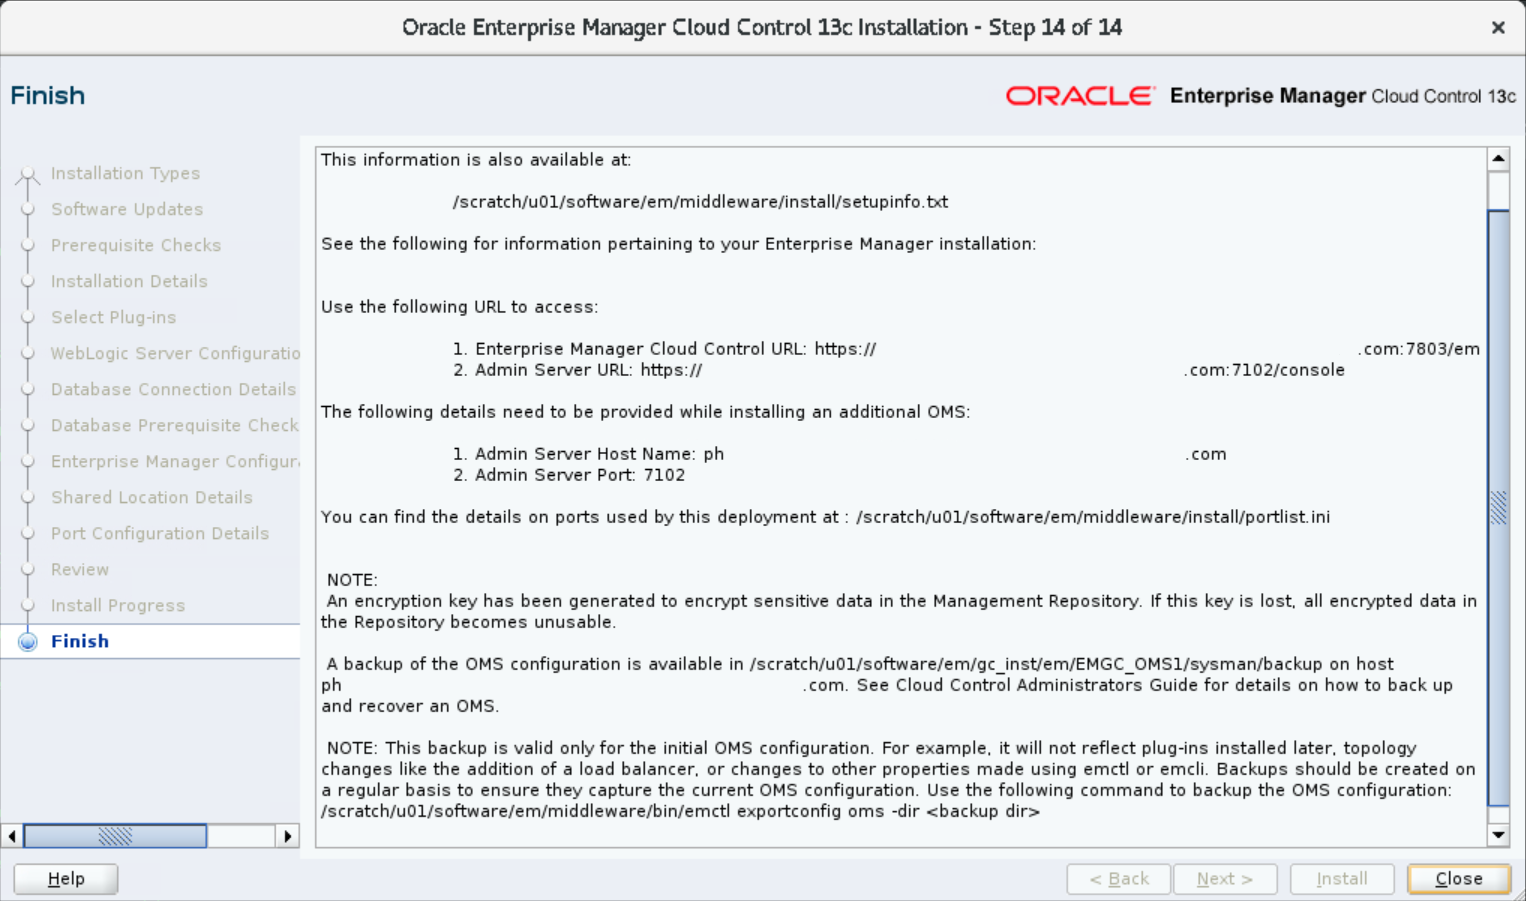 Oracle Enterprise Manager Cloud Control 13c Installation - Step 14 of 14
Finish
ORACLE Enterprise Manager Cloud Control 13c
Installation Types
Software Updates
Prerequisite Checks
Installation Details
Select Plug-ins
WebLogic Server Configuratio
Database Connection Details
Database Prerequisite Check
Enterprise Manager Configur
Shared Location Details
Port Configuration Details
Review
Install Progress
Finish
This information is also available at:
/scratch/u01/software/em/middleware/install/setupinfo.txt
See the following for information pertaining to your Enterprise Manager installation:
Use the following URL to access:
1. Enterprise Manager Cloud Control URL: https:// .com:7803/em
2. Admin Server URL: https:// .com:7102/console
The following details need to be provided while installing an additional OMS:
1. Admin Server Host Name: ph .com
2. Admin Server Port: 7102
You can find the details on ports used by this deployment at : /scratch/u01/software/em/middleware/install/portlist.ini
NOTE:
An encryption key has been generated to encrypt sensitive data in the Management Repository. If this key is lost, all encrypted data in
the Repository becomes unusable.
A backup of the OMS configuration is available in /scratch/u01/software/em/gc_inst/em/EMGC_OMS1/sysman/backup on host
ph .com. See Cloud Control Administrators Guide for details on how to back up
and recover an OMS.
NOTE: This backup is valid only for the initial OMS configuration. For example, it will not reflect plug-ins installed later, topology
changes like the addition of a load balancer, or changes to other properties made using emctl or emcli. Backups should be created on
a regular basis to ensure they capture the current OMS configuration. Use the following command to backup the OMS configuration:
/scratch/u01/software/em/middleware/bin/emctl exportconfig oms -dir <backup dir>
Help
< Back
Next >
Install
Close